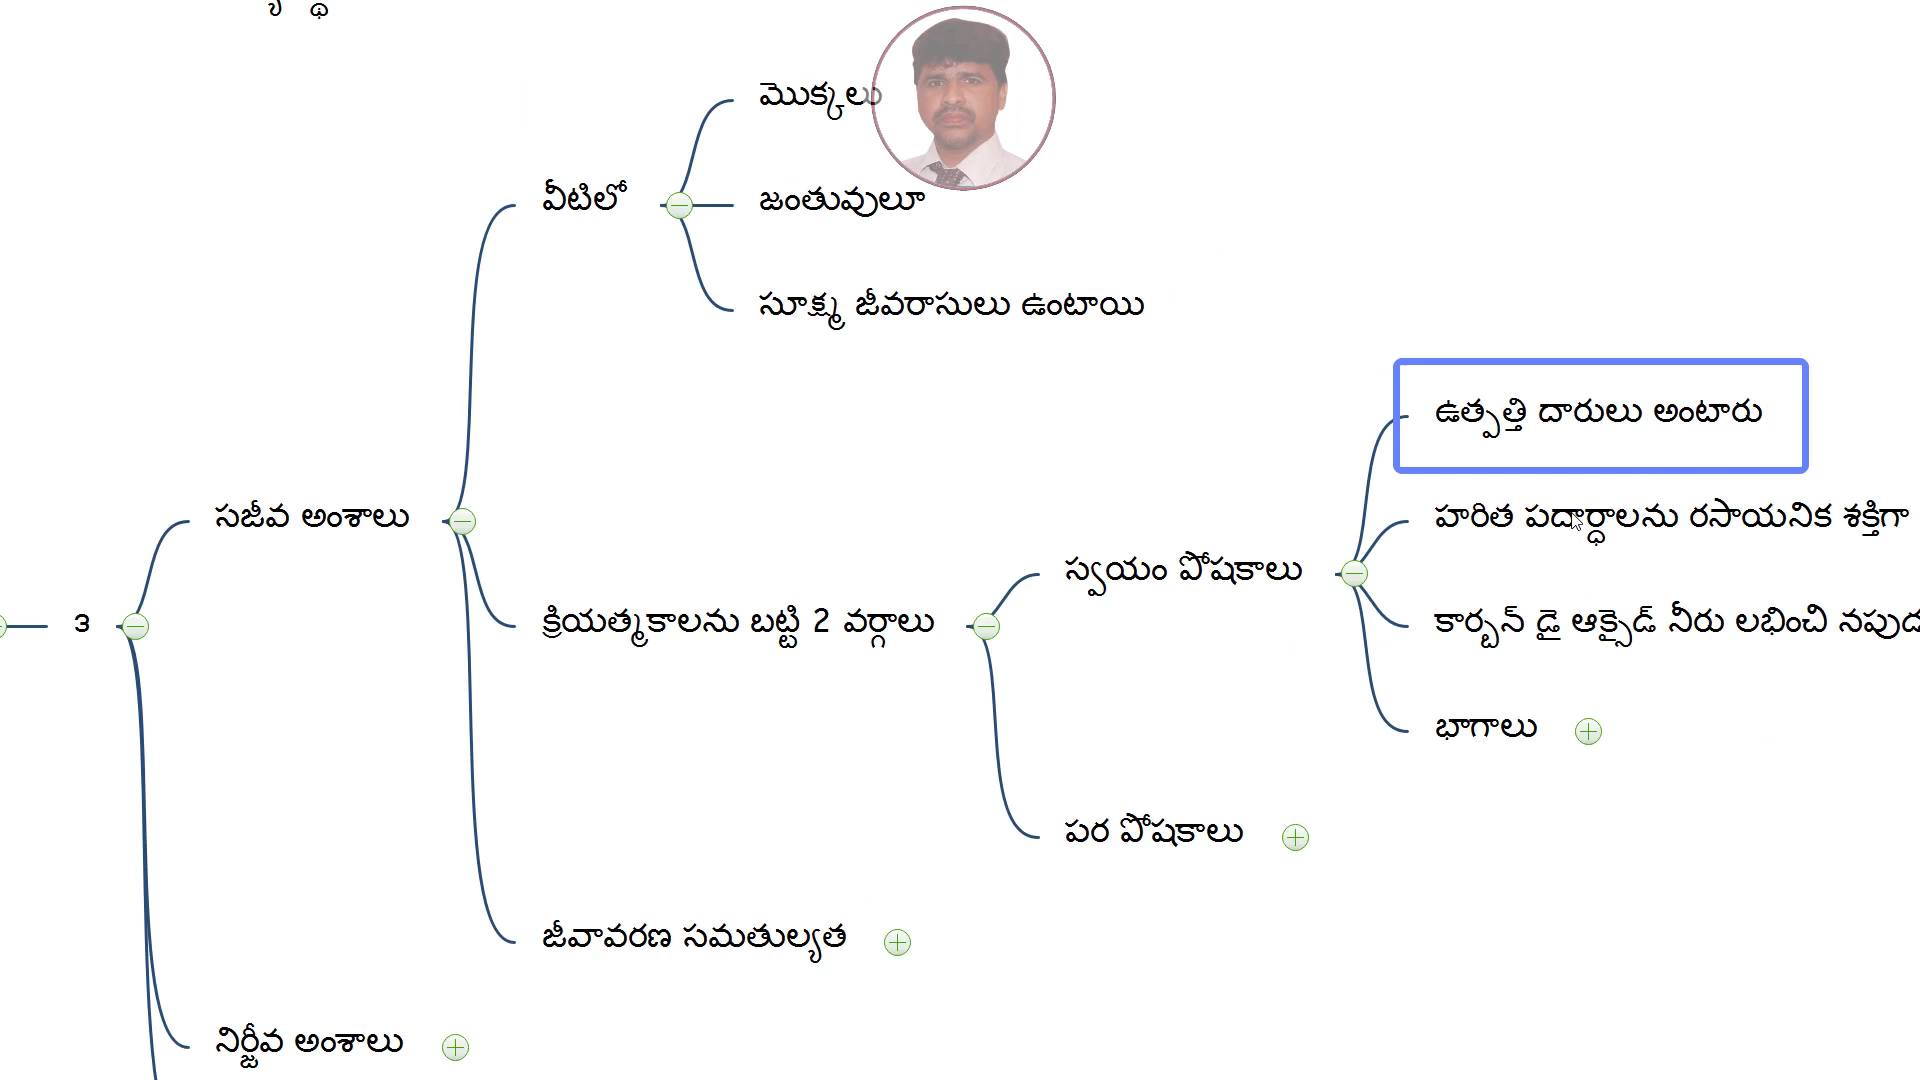 మొక్కలు
వీటిలో
జంతువులూ
సూక్ష్మ జీవరాసులు ఉంటాయి
ఉత్పత్తి దారులు అంటారు
సజీవ అంశాలు
హరిత పదార్ధాలను రసాయనిక శక్తిగా
స్వయం పోషకాలు
3
క్రియత్మకాలను బట్టి 2 వర్గాలు
కార్బన్ డై ఆక్సైడ్ నీరు లభించి నపుడు
భాగాలు
పర పోషకాలు
జీవావరణ సమతుల్యత
నిర్జీవ అంశాలు